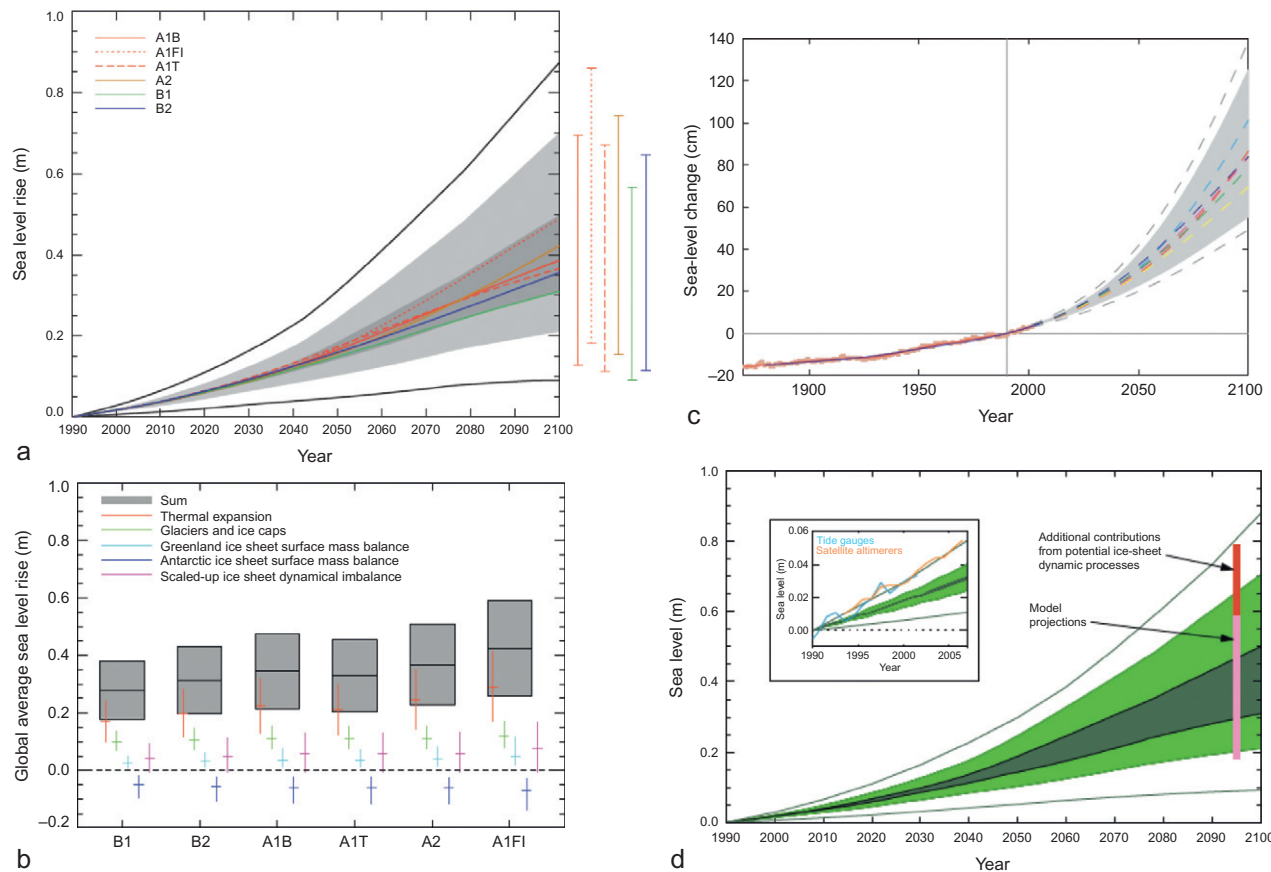 1.0
0.8
0.6
0.4
0.2
0.0
Sea level rise (m)
A1B
A1FI
A1T
A2
B1
B2
1990 2000 2010 2020 2030 2040 2050 2060 2070 2080 2090 2100
Year
a
1.0
0.8
0.6
0.4
0.2
0.0
–0.2
Global average sea level rise (m)
Sum
Thermal expansion
Glaciers and ice caps
Greenland ice sheet surface mass balance
Antarctic ice sheet surface mass balance
Scaled-up ice sheet dynamical imbalance
B1 B2 A1B A1T A2 A1FI
b
140
120
100
80
60
40
20
0
–20
Sea-level change (cm)
1900 1950 2000 2050 2100
Year
c
1.0
0.8
0.6
0.4
0.2
0.0
Sea level (m)
0.06
0.04
0.02
0.00
Sea level (m)
Tide gauges
Satellite altimerers
1990 1995 2000 2005
Year
Additional contributions
from potential ice-sheet
dynamic processes
Model
projections
1990 2000 2010 2020 2030 2040 2050 2060 2070 2080 2090 2100
Year
d